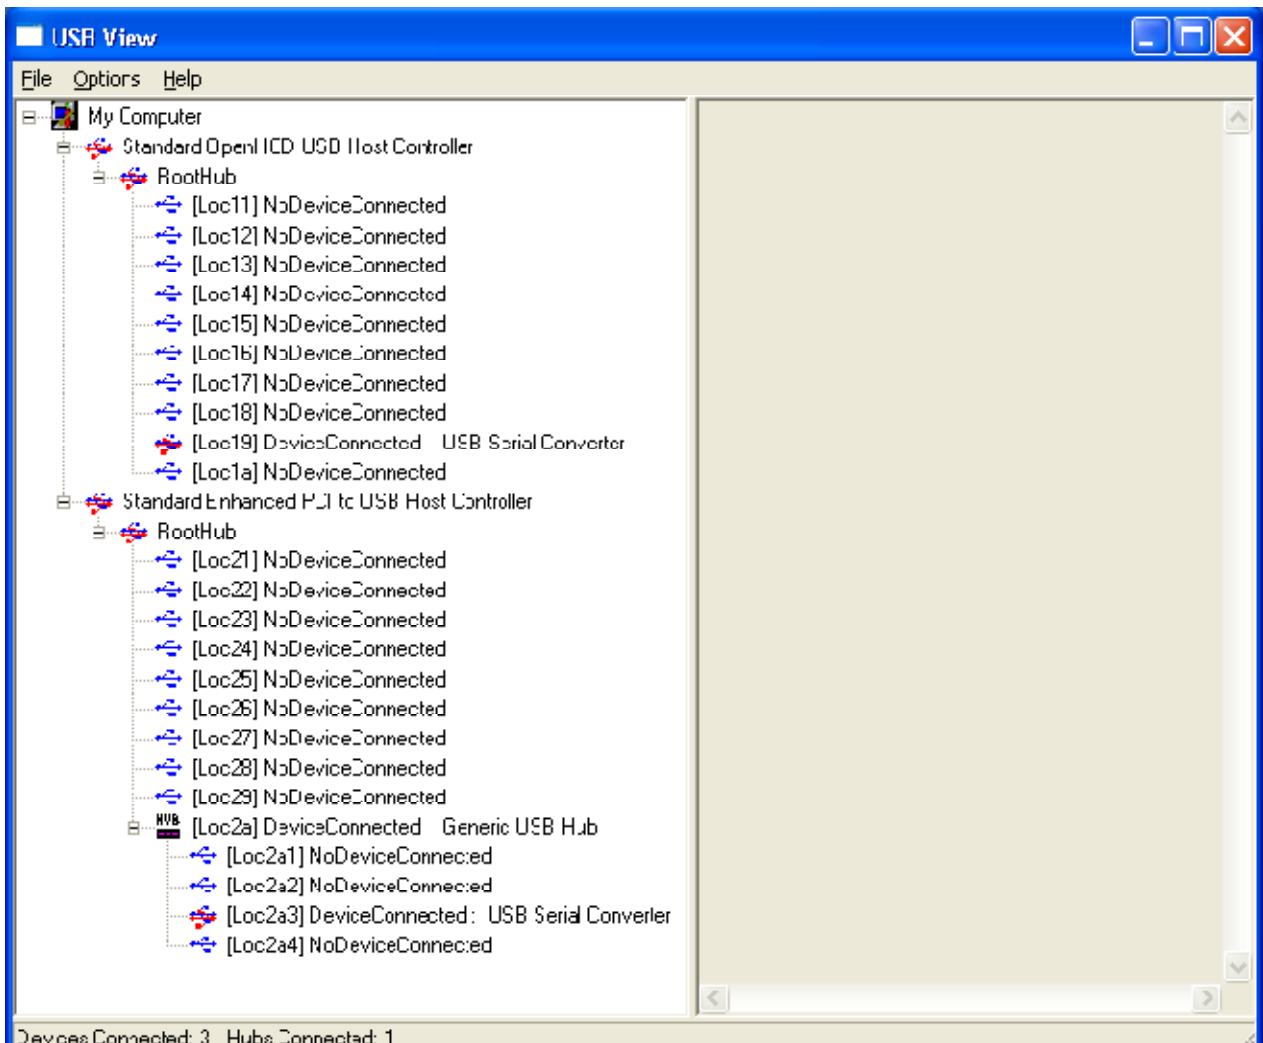 USB View
File Options Help
My Computer
Standard OpenHCD USB Host Controller
RootHub
[Loc11] NoDeviceConnected
[Loc12] NoDeviceConnected
[Loc13] NoDeviceConnected
[Loc14] NoDeviceConnected
[Loc15] NoDeviceConnected
[Loc16] NoDeviceConnected
[Loc17] NoDeviceConnected
[Loc18] NoDeviceConnected
[Loc19] DeviceConnected : USB Serial Converter
[Loc1a] NoDeviceConnected
Standard Enhanced PCI to USB Host Controller
RootHub
[Loc21] NoDeviceConnected
[Loc22] NoDeviceConnected
[Loc23] NoDeviceConnected
[Loc24] NoDeviceConnected
[Loc25] NoDeviceConnected
[Loc26] NoDeviceConnected
[Loc27] NoDeviceConnected
[Loc28] NoDeviceConnected
[Loc29] NoDeviceConnected
HUB [Loc2a] DeviceConnected : Generic USB Hub
[Loc2a1] NoDeviceConnected
[Loc2a2] NoDeviceConnected
[Loc2a3] DeviceConnected : USB Serial Converter
[Loc2a4] NoDeviceConnected
Devices Connected: 3 Hubs Connected: 1